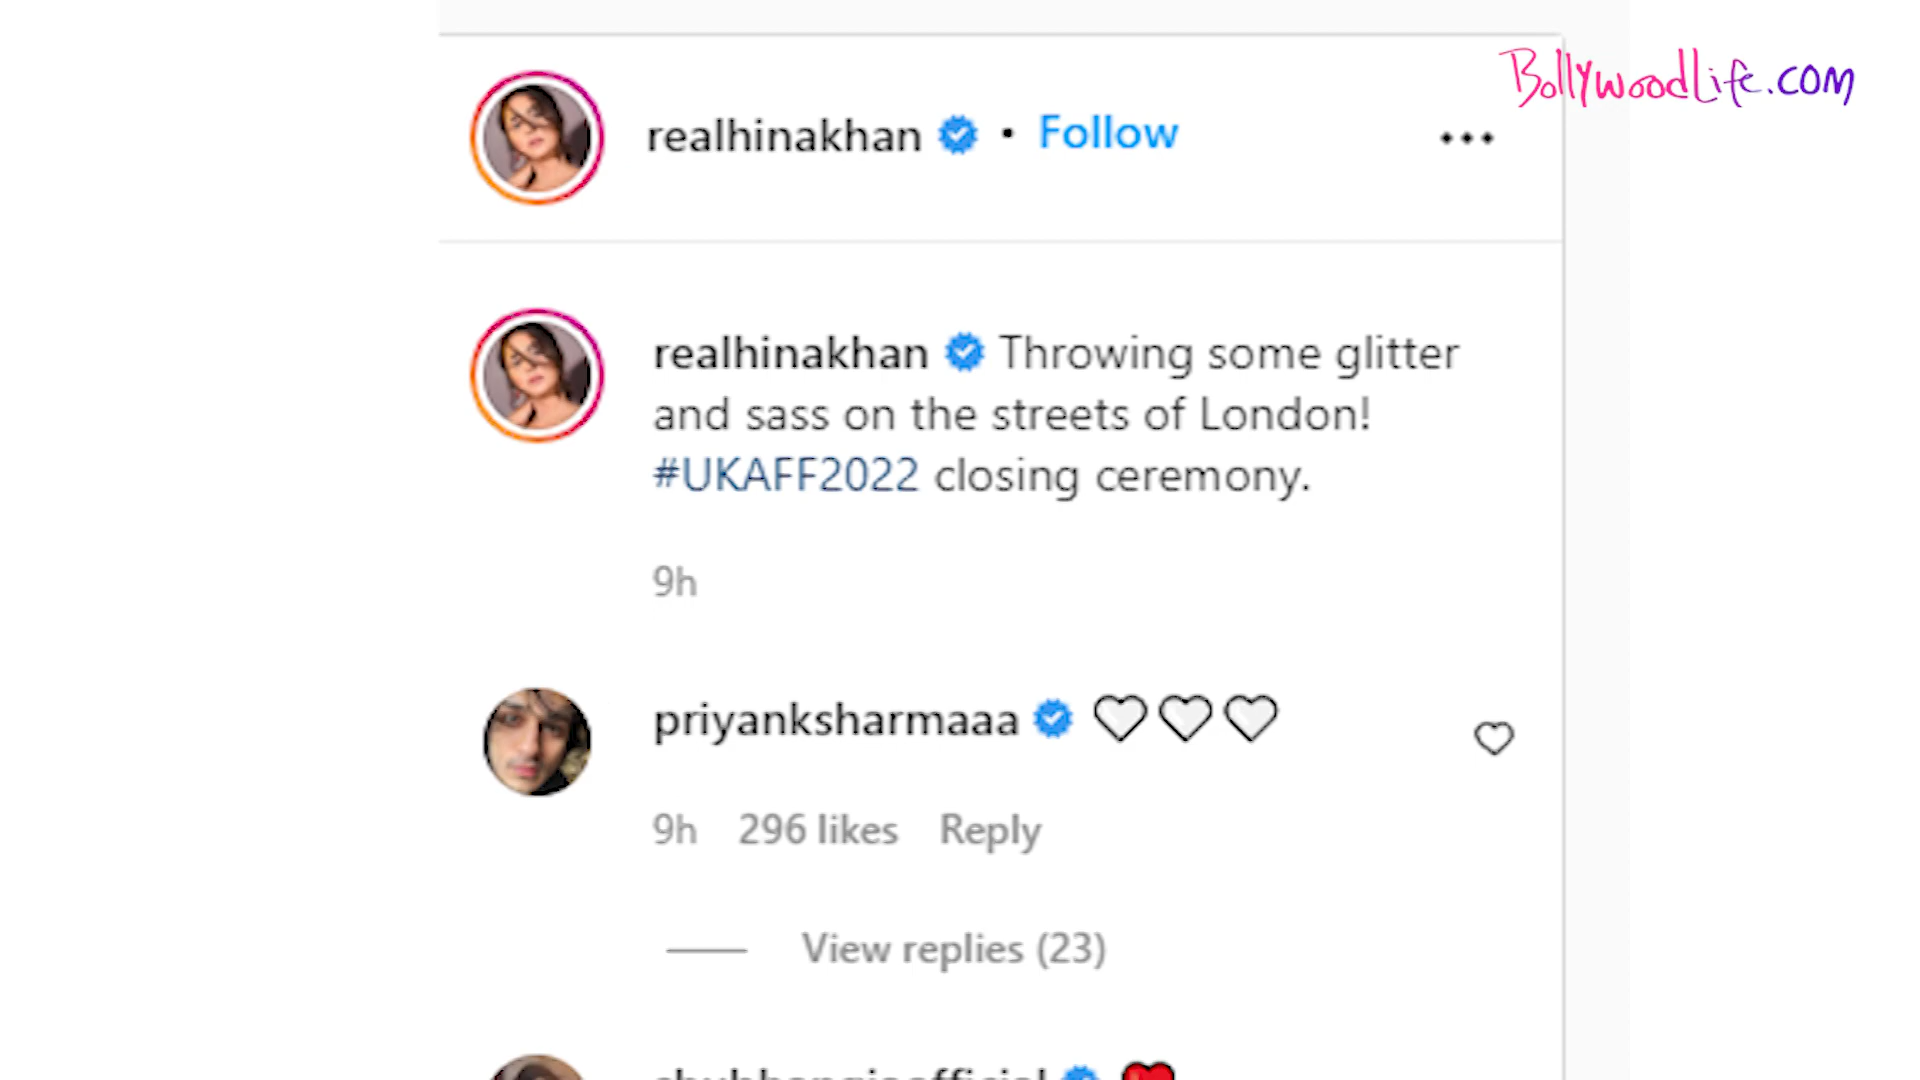 BollywoodLife.com
realhinakhan • Follow
realhinakhan Throwing some glitter
and sass on the streets of London!
#UKAFF2022 closing ceremony.
9h
priyanksharmaaa 🤍🤍🤍
9h 296 likes Reply
View replies (23)